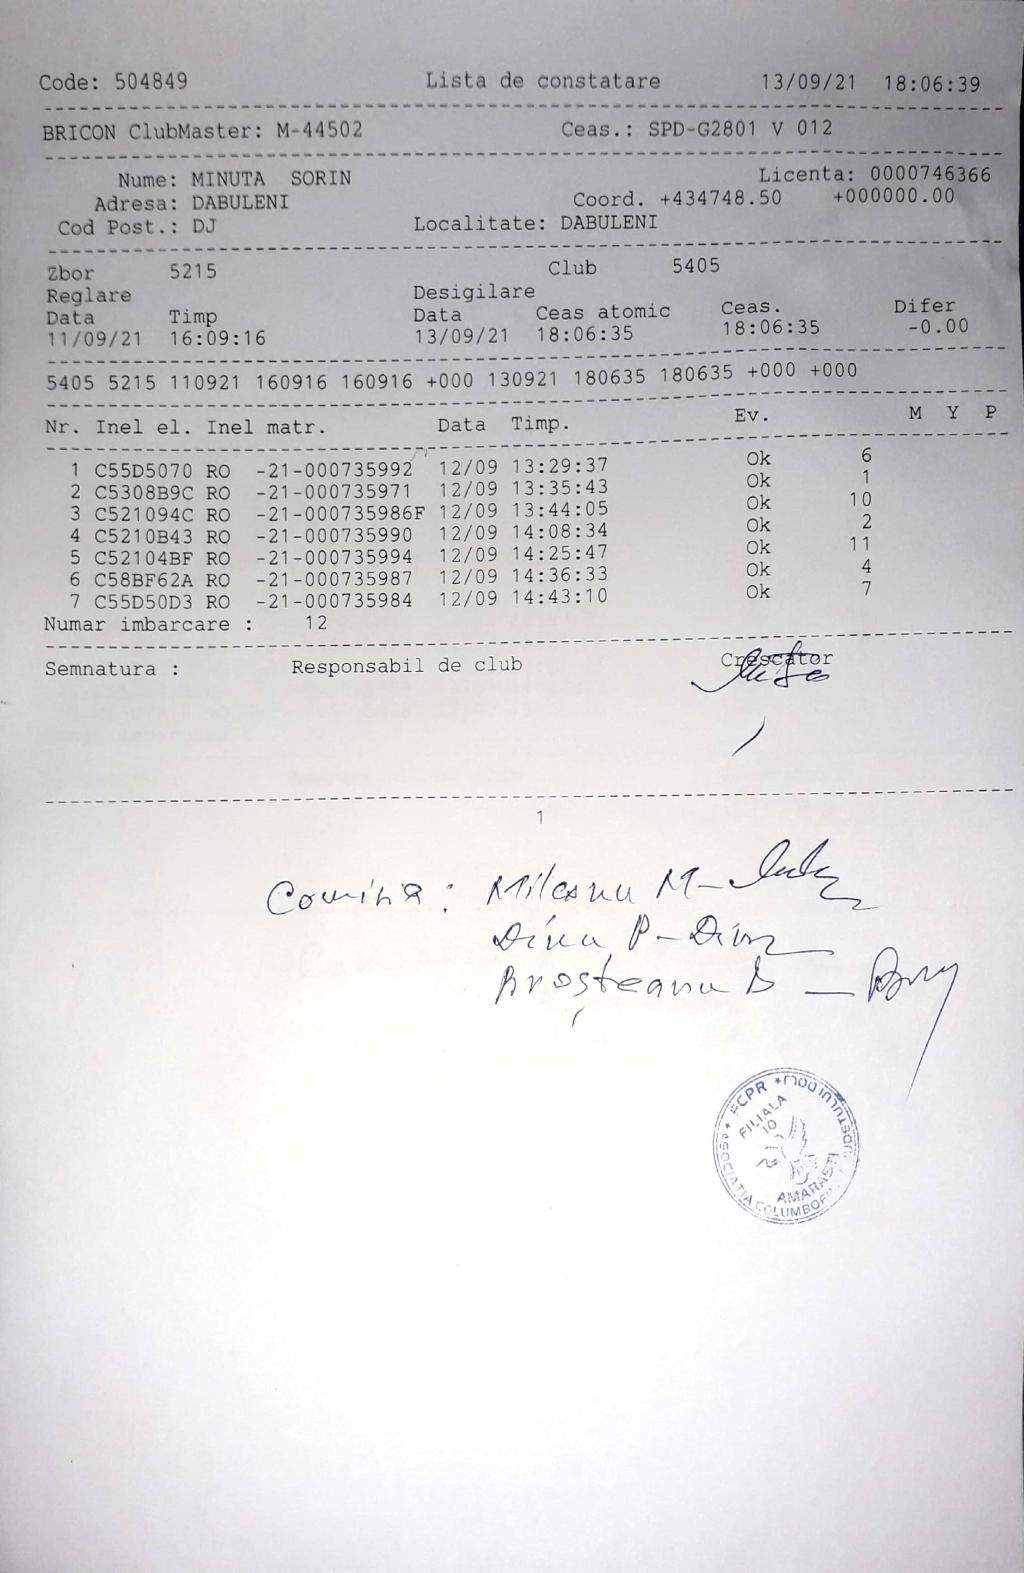 Code: 504849 Lista de constatare 13/09/21 18:06:39
BRICON ClubMaster: M-44502 Ceas.: SPD-G2801 V 012
Nume: MINUTA SORIN Licenta: 0000746366
Adresa: DABULENI Coord. +434748.50 +000000.00
Cod Post.: DJ Localitate: DABULENI
Zbor 5215 Club 5405
Reglare Desigilare
Data Timp Data Ceas atomic Ceas. Difer
11/09/21 16:09:16 13/09/21 18:06:35 18:06:35 -0.00
5405 5215 110921 160916 160916 +000 130921 180635 180635 +000 +000
Nr. Inel el. Inel matr. Data Timp. Ev. M Y P
1 C55D5070 RO -21-000735992 12/09 13:29:37 Ok 6
2 C5308B9C RO -21-000735971 12/09 13:35:43 Ok 1
3 C521094C RO -21-000735986F 12/09 13:44:05 Ok 10
4 C5210B43 RO -21-000735990 12/09 14:08:34 Ok 2
5 C52104BF RO -21-000735994 12/09 14:25:47 Ok 11
6 C58BF62A RO -21-000735987 12/09 14:36:33 Ok 4
7 C55D50D3 RO -21-000735984 12/09 14:43:10 Ok 7
Numar imbarcare : 12
Semnatura : Responsabil de club Crescator
1
Mileanu M-
Dinu P-
Broșteanu D -
FCPR
FILIALA
10
AMARASTI
ASOCIATIA